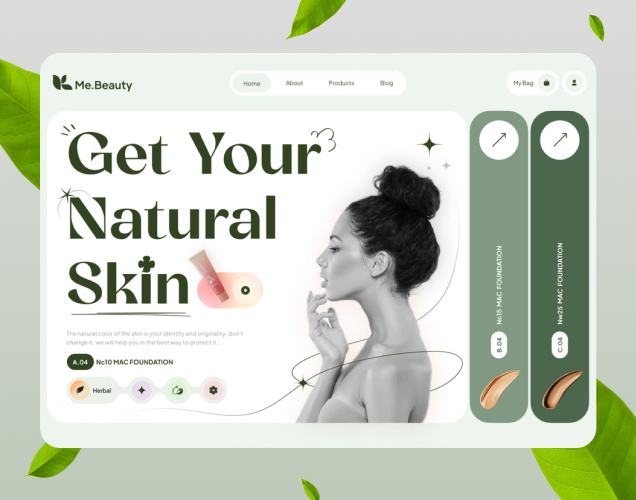 Me.Beauty
Home
About
Products
Blog
My Bag
Get Your
Natural
Skin
The natural color of the skin is your identity and originality, don't
change it, we will help you in the best way to protect it...
A.04
Nc10 MAC FOUNDATION
Herbal
B.04
Nc15 MAC FOUNDATION
C.04
Nw25 MAC FOUNDATION